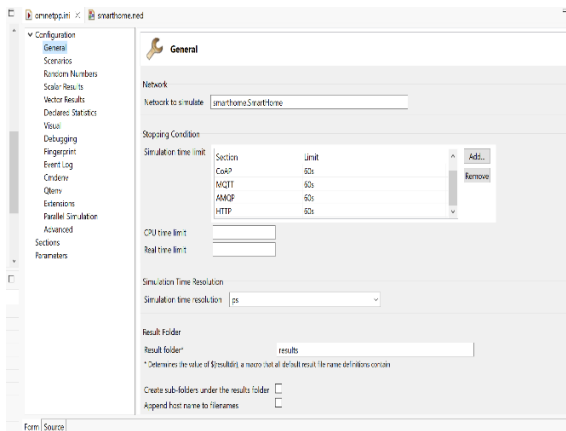 omnetpp.ini
smarthome.ned
Configuration
General
Scenarios
Random Numbers
Scalar Results
Vector Results
Declared Statistics
Visual
Debugging
Fingerprint
Event Log
Cmdenv
Qtenv
Extensions
Parallel Simulation
Advanced
Sections
Parameters
General
Network
Network to simulate smarthome.SmartHome
Stopping Condition
Simulation time limit
Section Limit
CoAP 60s
MQTT 60s
AMQP 60s
HTTP 60s
Add...
Remove
CPU time limit
Real time limit
Simulation Time Resolution
Simulation time resolution ps
Result Folder
Result folder* results
* Determines the value of ${resultdir}, a macro that all default result file name definitions contain
Create sub-folders under the results folder
Append host name to filenames
Form Source